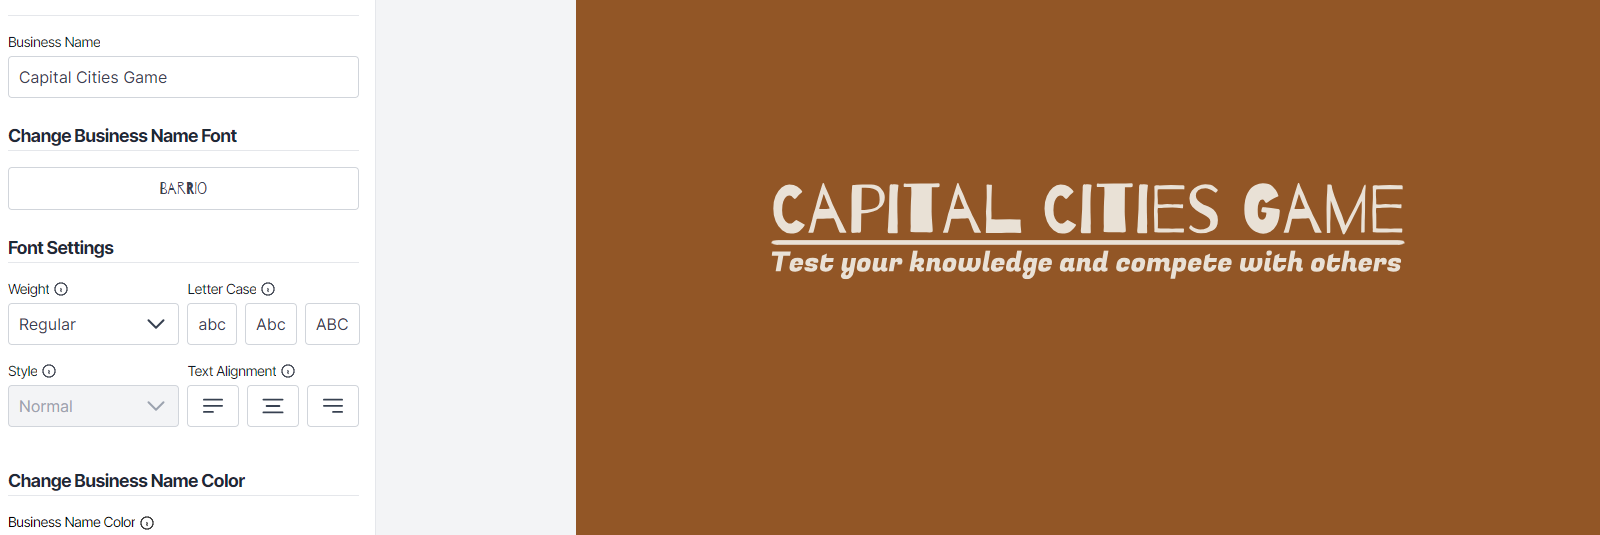 Business Name
Capital Cities Game
Change Business Name Font
BARRIO
Font Settings
Weight
Letter Case
Regular
abc
Abc
ABC
Style
Text Alignment
Normal
Change Business Name Color
Business Name Color
CAPITAL CITIES GAME
Test your knowledge and compete with others